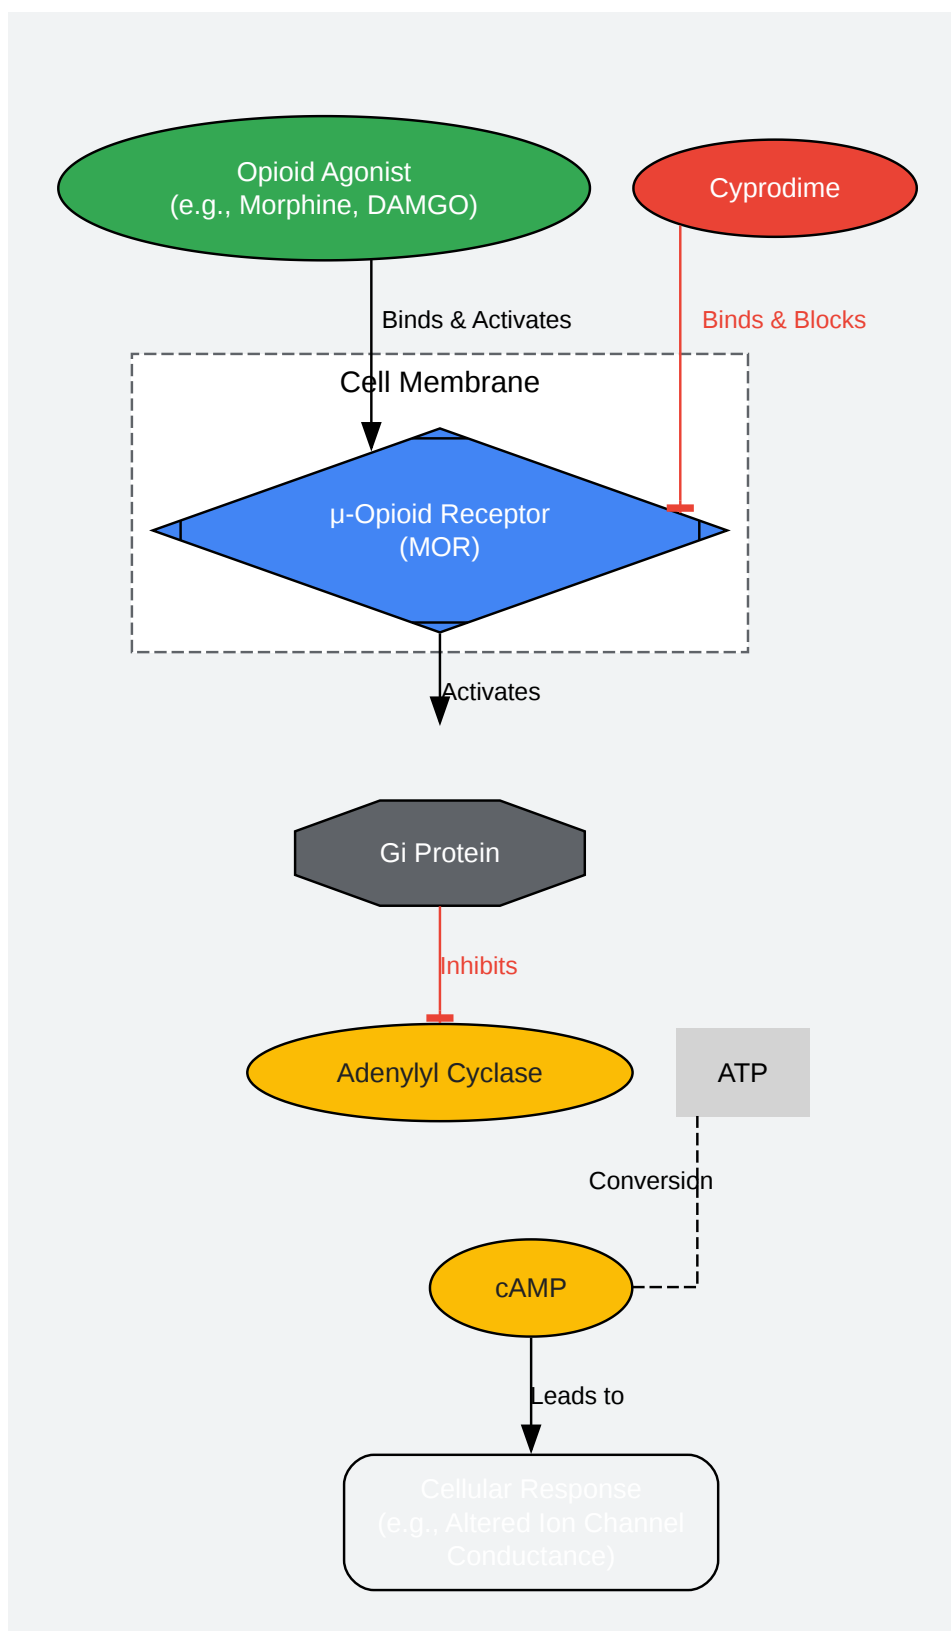 Opioid Agonist
(e.g., Morphine, DAMGO)
Cyprodime
Binds & Activates
Binds & Blocks
Cell Membrane
μ-Opioid Receptor
(MOR)
Activates
Gi Protein
Inhibits
Adenylyl Cyclase
ATP
Conversion
cAMP
Leads to
Cellular Response
(e.g., Altered Ion Channel
Conductance)